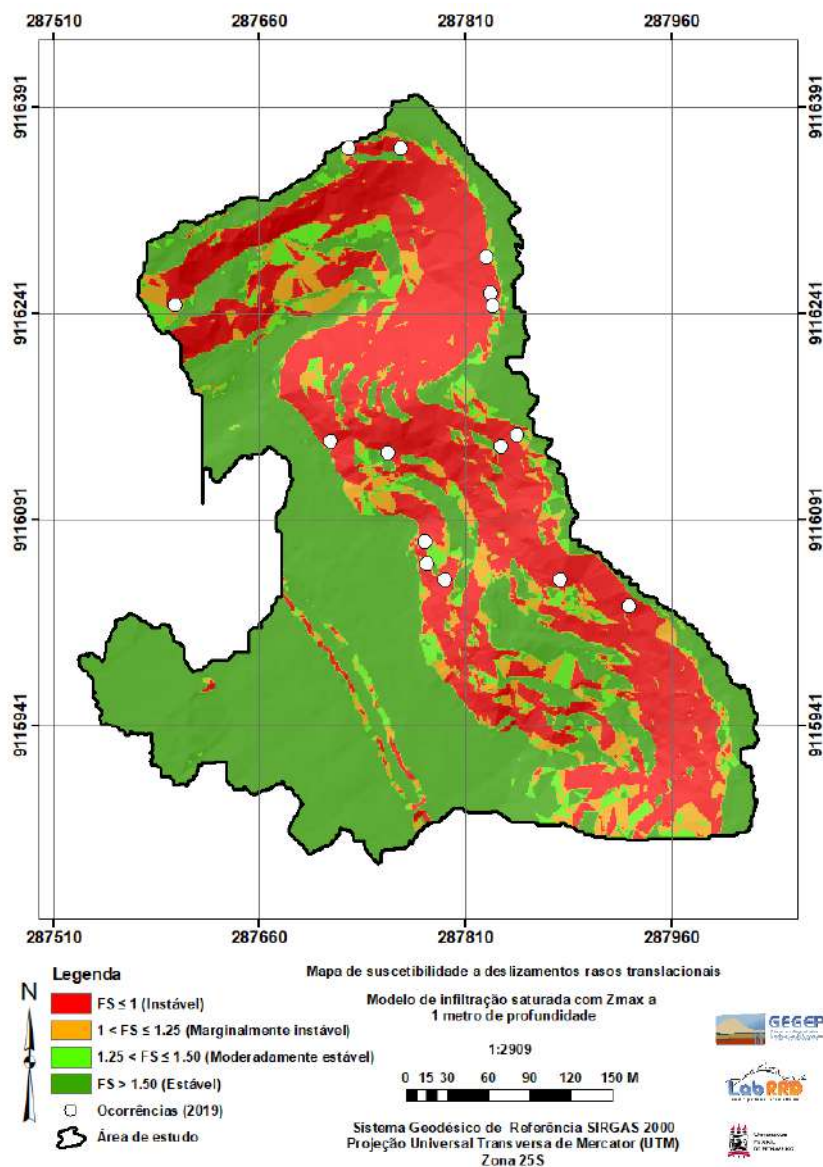 287510 287660 287810 287960
9116391 9116391
9116241 9116241
9116091 9116091
9115941 9115941
287510 287660 287810 287960
Legenda
N
FS ≤ 1 (Instável)
1 < FS ≤ 1.25 (Marginalmente instável)
1.25 < FS ≤ 1.50 (Moderadamente estável)
FS > 1.50 (Estável)
Ocorrências (2019)
Área de estudo
Mapa de suscetibilidade a deslizamentos rasos translacionais
Modelo de infiltração saturada com Zmax a
1 metro de profundidade
1:2909
0 15 30 60 90 120 150 M
Sistema Geodésico de Referência SIRGAS 2000
Projeção Universal Transversa de Mercator (UTM)
Zona 25S
GEGEP
LabRRD